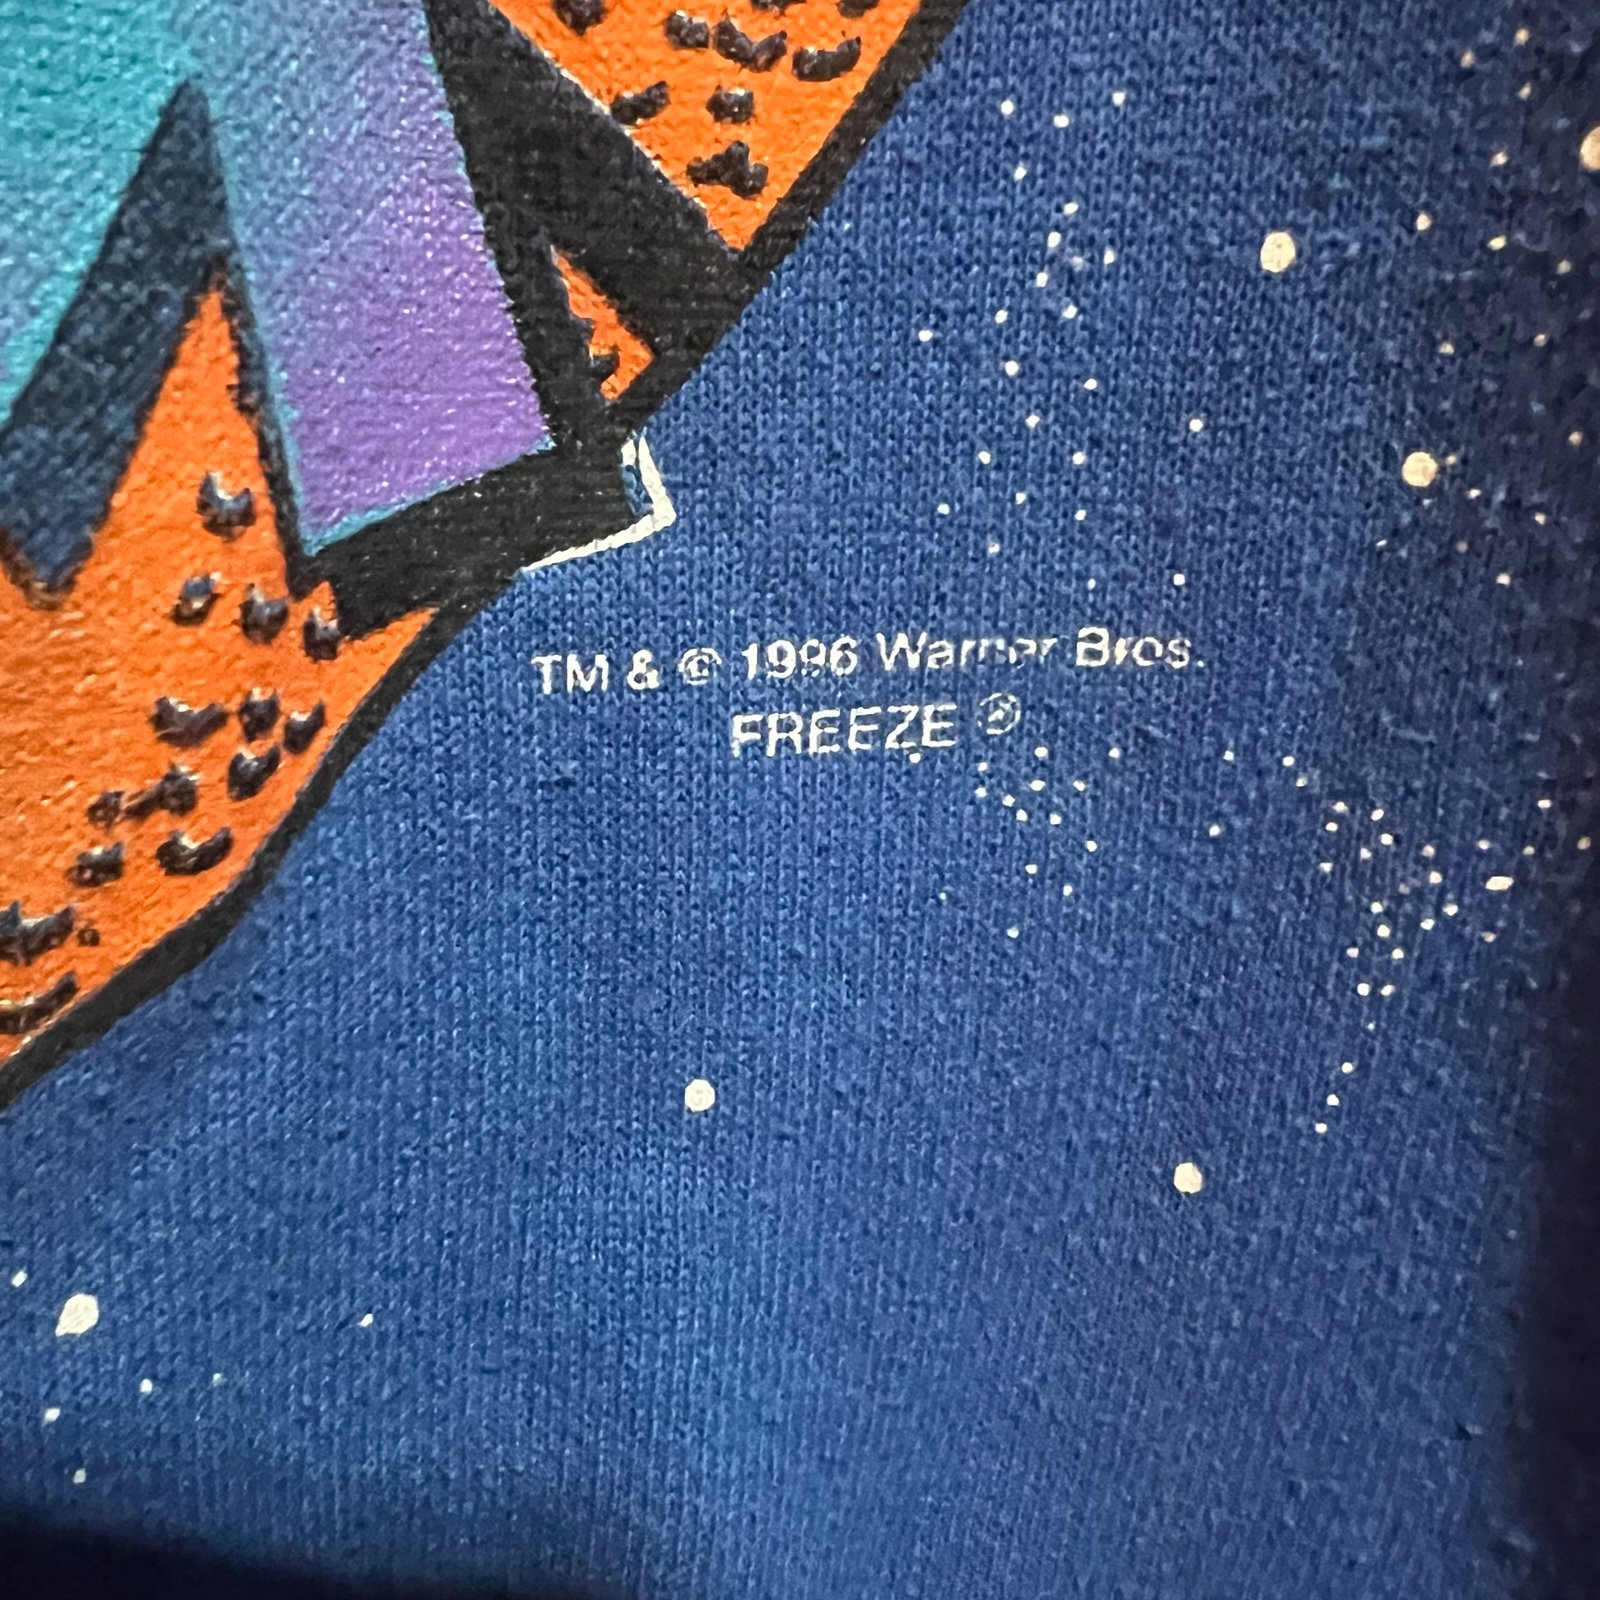 TM & © 1996 Warner Bros.
FREEZE ®